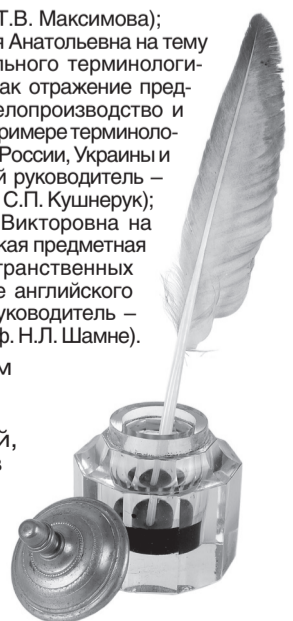 Т.В. Максимова);
я Анатольевна на тему
льного терминологи-
ак отражение пред-
елопроизводство и
римере терминоло-
России, Украины и
й руководитель –
С.П. Кушнерук);
Викторовна на
кая предметная
транственных
е английского
уководитель –
ф. Н.Л. Шамне).
м
й,
в